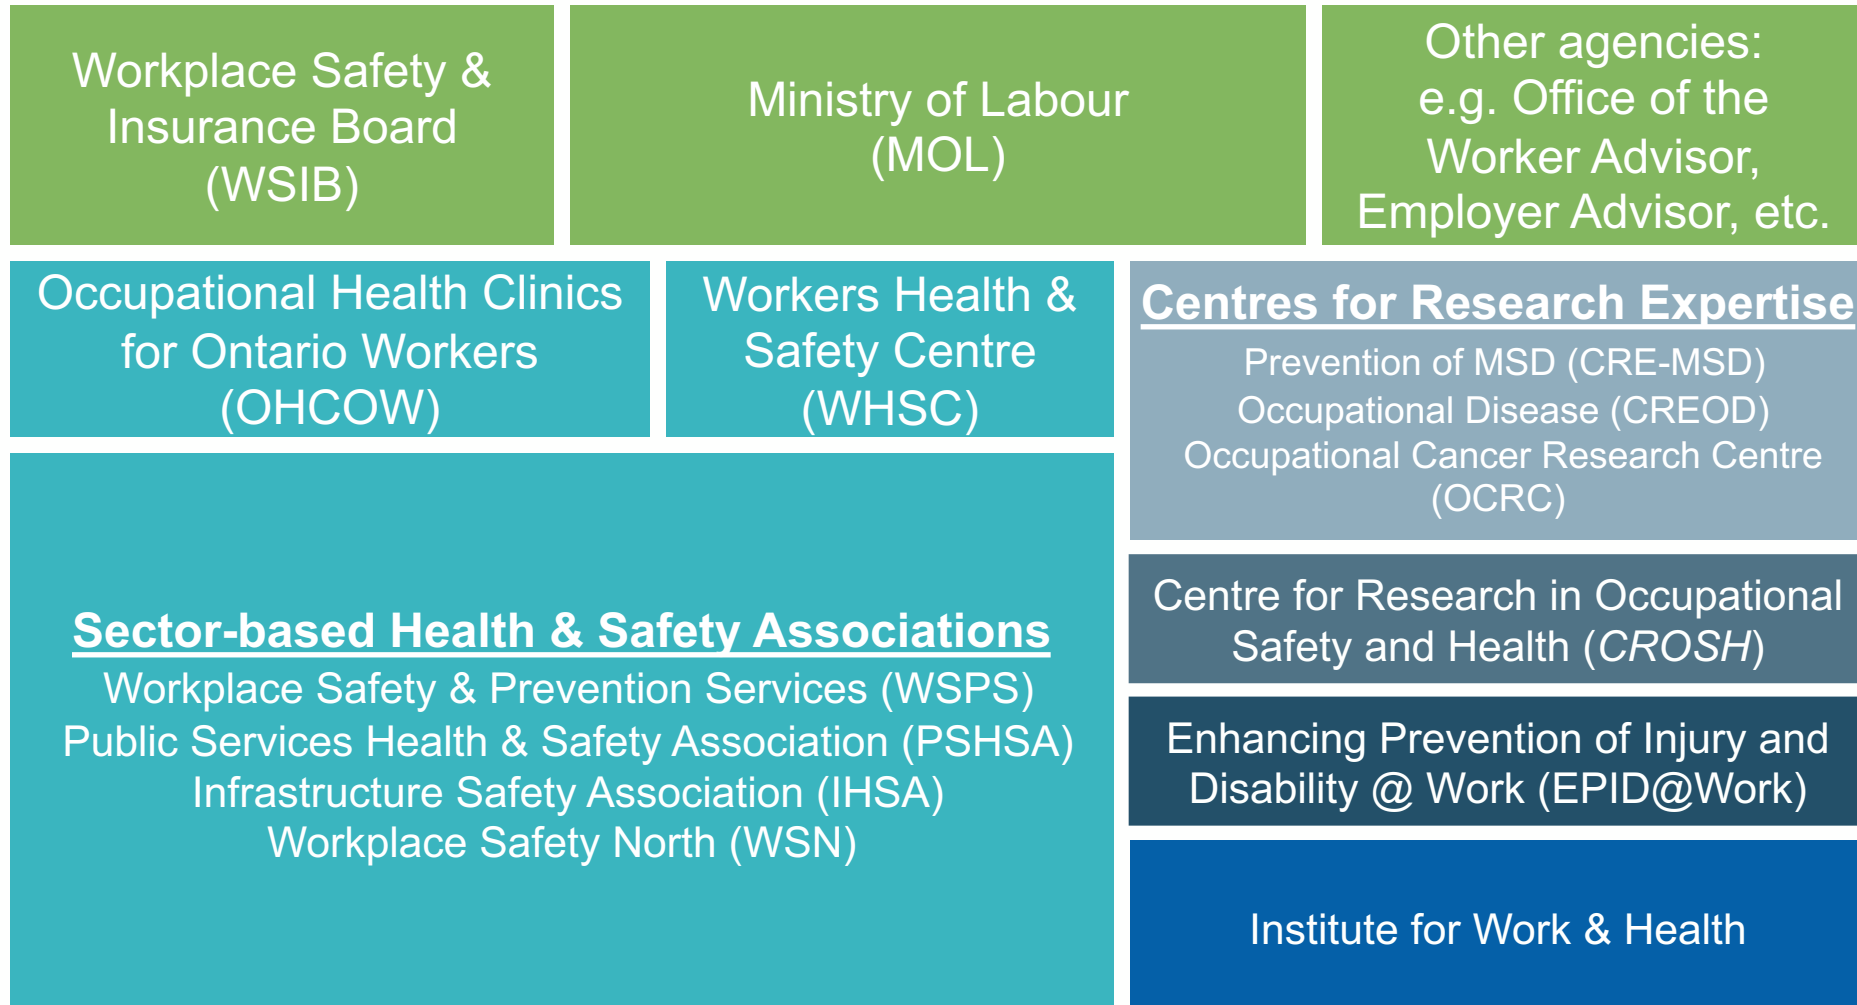 Workplace Safety &
Insurance Board
(WSIB)
Ministry of Labour
(MOL)
Other agencies:
e.g. Office of the
Worker Advisor,
Employer Advisor, etc.
Occupational Health Clinics
for Ontario Workers
(OHCOW)
Workers Health &
Safety Centre
(WHSC)
Centres for Research Expertise
Prevention of MSD (CRE-MSD)
Occupational Disease (CREOD)
Occupational Cancer Research Centre
(OCRC)
Sector-based Health & Safety Associations
Workplace Safety & Prevention Services (WSPS)
Public Services Health & Safety Association (PSHSA)
Infrastructure Safety Association (IHSA)
Workplace Safety North (WSN)
Centre for Research in Occupational
Safety and Health (CROSH)
Enhancing Prevention of Injury and
Disability @ Work (EPID@Work)
Institute for Work & Health